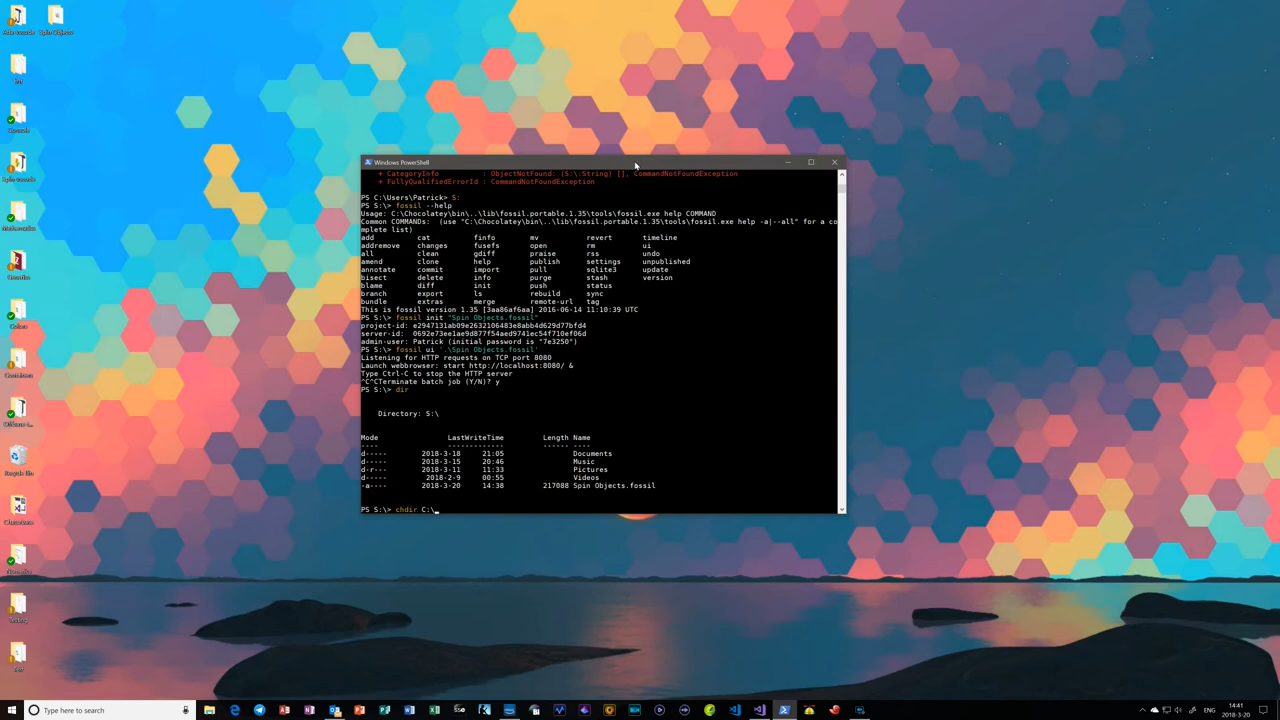 Spin Objects
Console
Mathematics
Colors
Recycle Bin
Numerics
Testing
Windows PowerShell
+ CategoryInfo : ObjectNotFound: (S:\:String) [], CommandNotFoundException
+ FullyQualifiedErrorId : CommandNotFoundException
PS C:\Users\Patrick> S:
PS S:\> fossil --help
Usage: C:\Chocolatey\bin\..\lib\fossil.portable.1.35\tools\fossil.exe help COMMAND
Common COMMANDs: (use "C:\Chocolatey\bin\..\lib\fossil.portable.1.35\tools\fossil.exe help -a|--all" for a co
mplete list)
add cat finfo mv revert timeline
addremove changes fusefs open rm ui
all clean gdiff praise rss undo
amend clone help publish settings unpublished
annotate commit import pull sqlite3 update
bisect delete info purge stash version
blame diff init push status
branch export ls rebuild sync
bundle extras merge remote-url tag
This is fossil version 1.35 [3aa86af6aa] 2016-06-14 11:10:39 UTC
PS S:\> fossil init "Spin Objects.fossil"
project-id: e2947131ab09e2632106483e8abb4d629d77bfd4
server-id: 0692e73ee1ae9d877f54aed9741ec54f710ef06d
admin-user: Patrick (initial password is "7e3250")
PS S:\> fossil ui '.\Spin Objects.fossil'
Listening for HTTP requests on TCP port 8080
Launch webbrowser: start http://localhost:8080/ &
Type Ctrl-C to stop the HTTP server
^C^CTerminate batch job (Y/N)? y
PS S:\> dir
Directory: S:\
Mode LastWriteTime Length Name
---- ------------- ------ ----
d----- 2018-3-18 21:05 Documents
d----- 2018-3-15 20:46 Music
d-r--- 2018-3-11 11:33 Pictures
d----- 2018-2-9 00:55 Videos
-a---- 2018-3-20 14:38 217088 Spin Objects.fossil
PS S:\> chdir C:\
Type here to search
ENG
14:41
2018-3-20